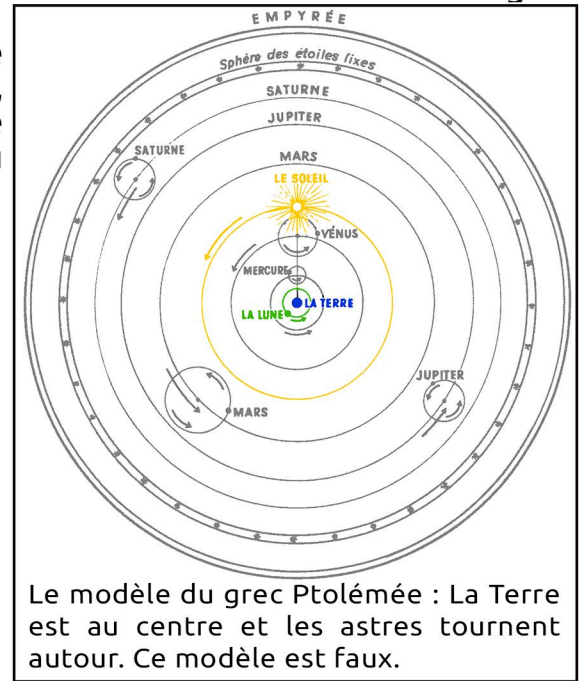 EMPYRÉE
Sphère des étoiles fixes
SATURNE
JUPITER
SATURNE
MARS
LE SOLEIL
VÉNUS
MERCURE
LA TERRE
LA LUNE
JUPITER
MARS
Le modèle du grec Ptolémée : La Terre
est au centre et les astres tournent
autour. Ce modèle est faux.